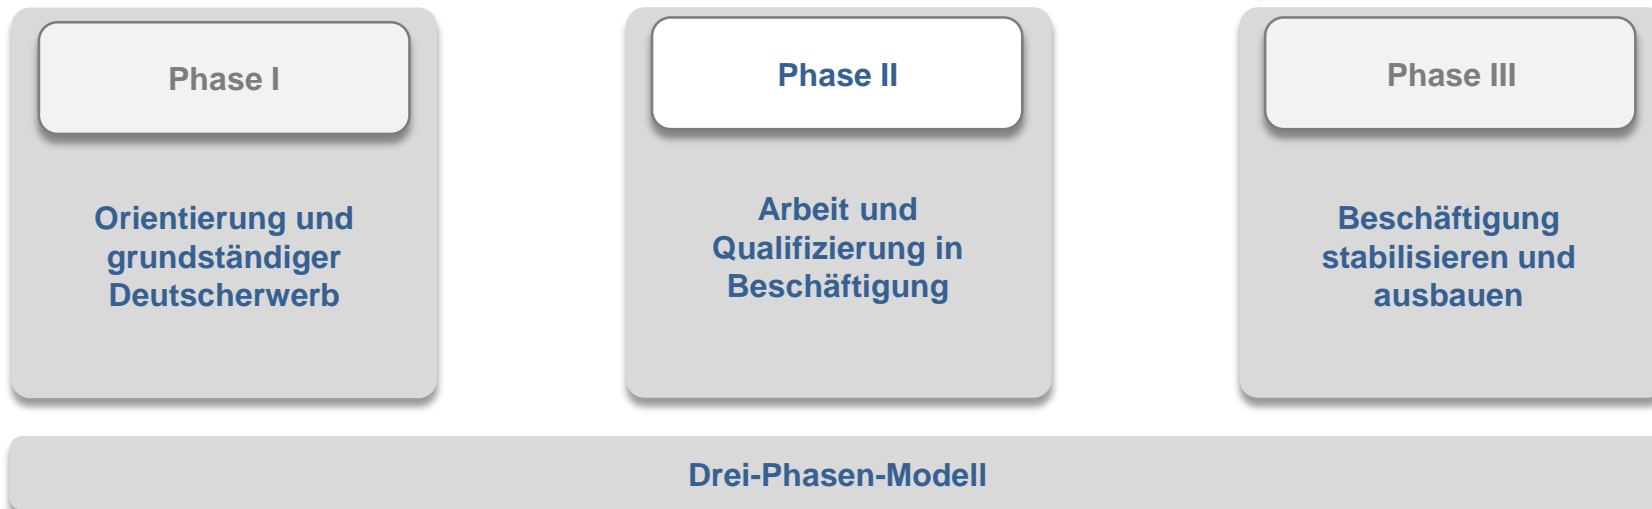 Phase I
Orientierung und
grundständiger
Deutscherwerb
Phase II
Arbeit und
Qualifizierung in
Beschäftigung
Phase III
Beschäftigung
stabilisieren und
ausbauen
Drei-Phasen-Modell